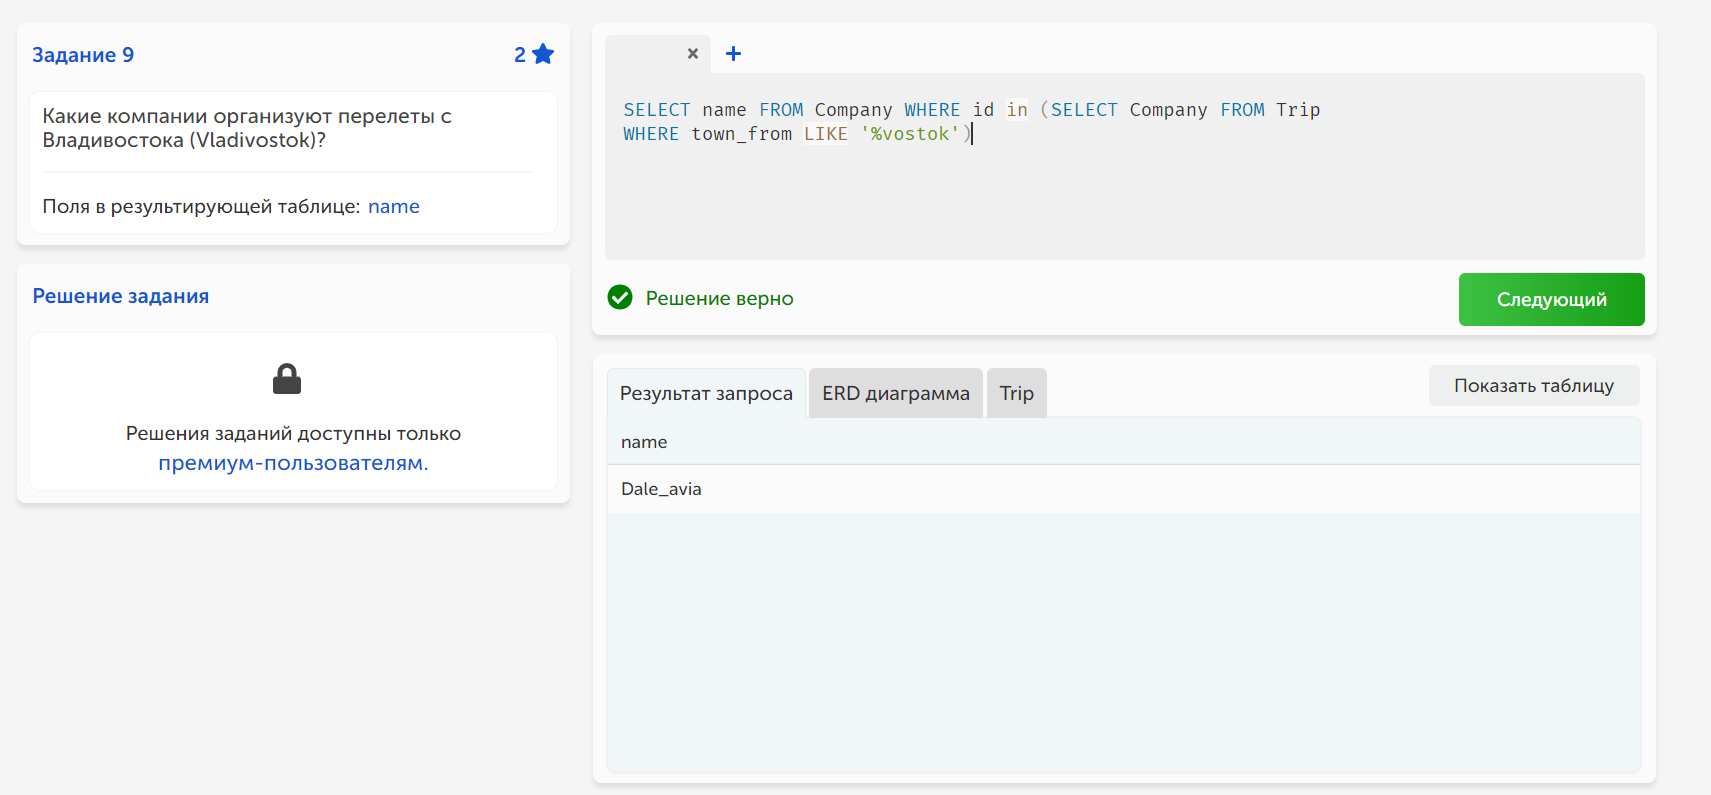 Задание 9
2
Какие компании организуют перелеты с
Владивостока (Vladivostok)?
Поля в результирующей таблице: name
Решение задания
Решения заданий доступны только
премиум-пользователям.
SELECT name FROM Company WHERE id in (SELECT Company FROM Trip
WHERE town_from LIKE '%vostok')
Решение верно
Следующий
Результат запроса
ERD диаграмма
Trip
Показать таблицу
name
Dale_avia